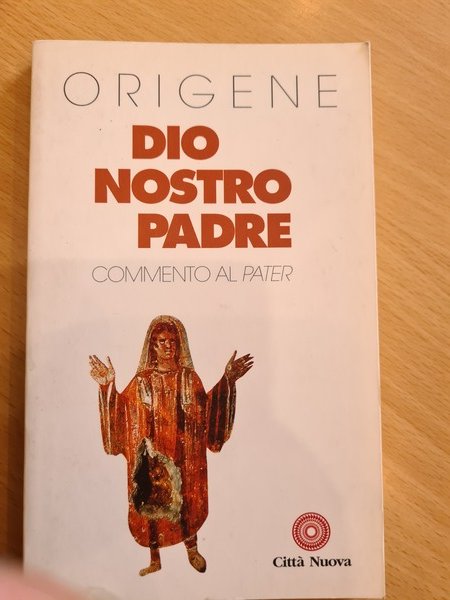 ORIGENE
DIO
NOSTRO
PADRE
COMMENTO AL PATER
Città Nuova